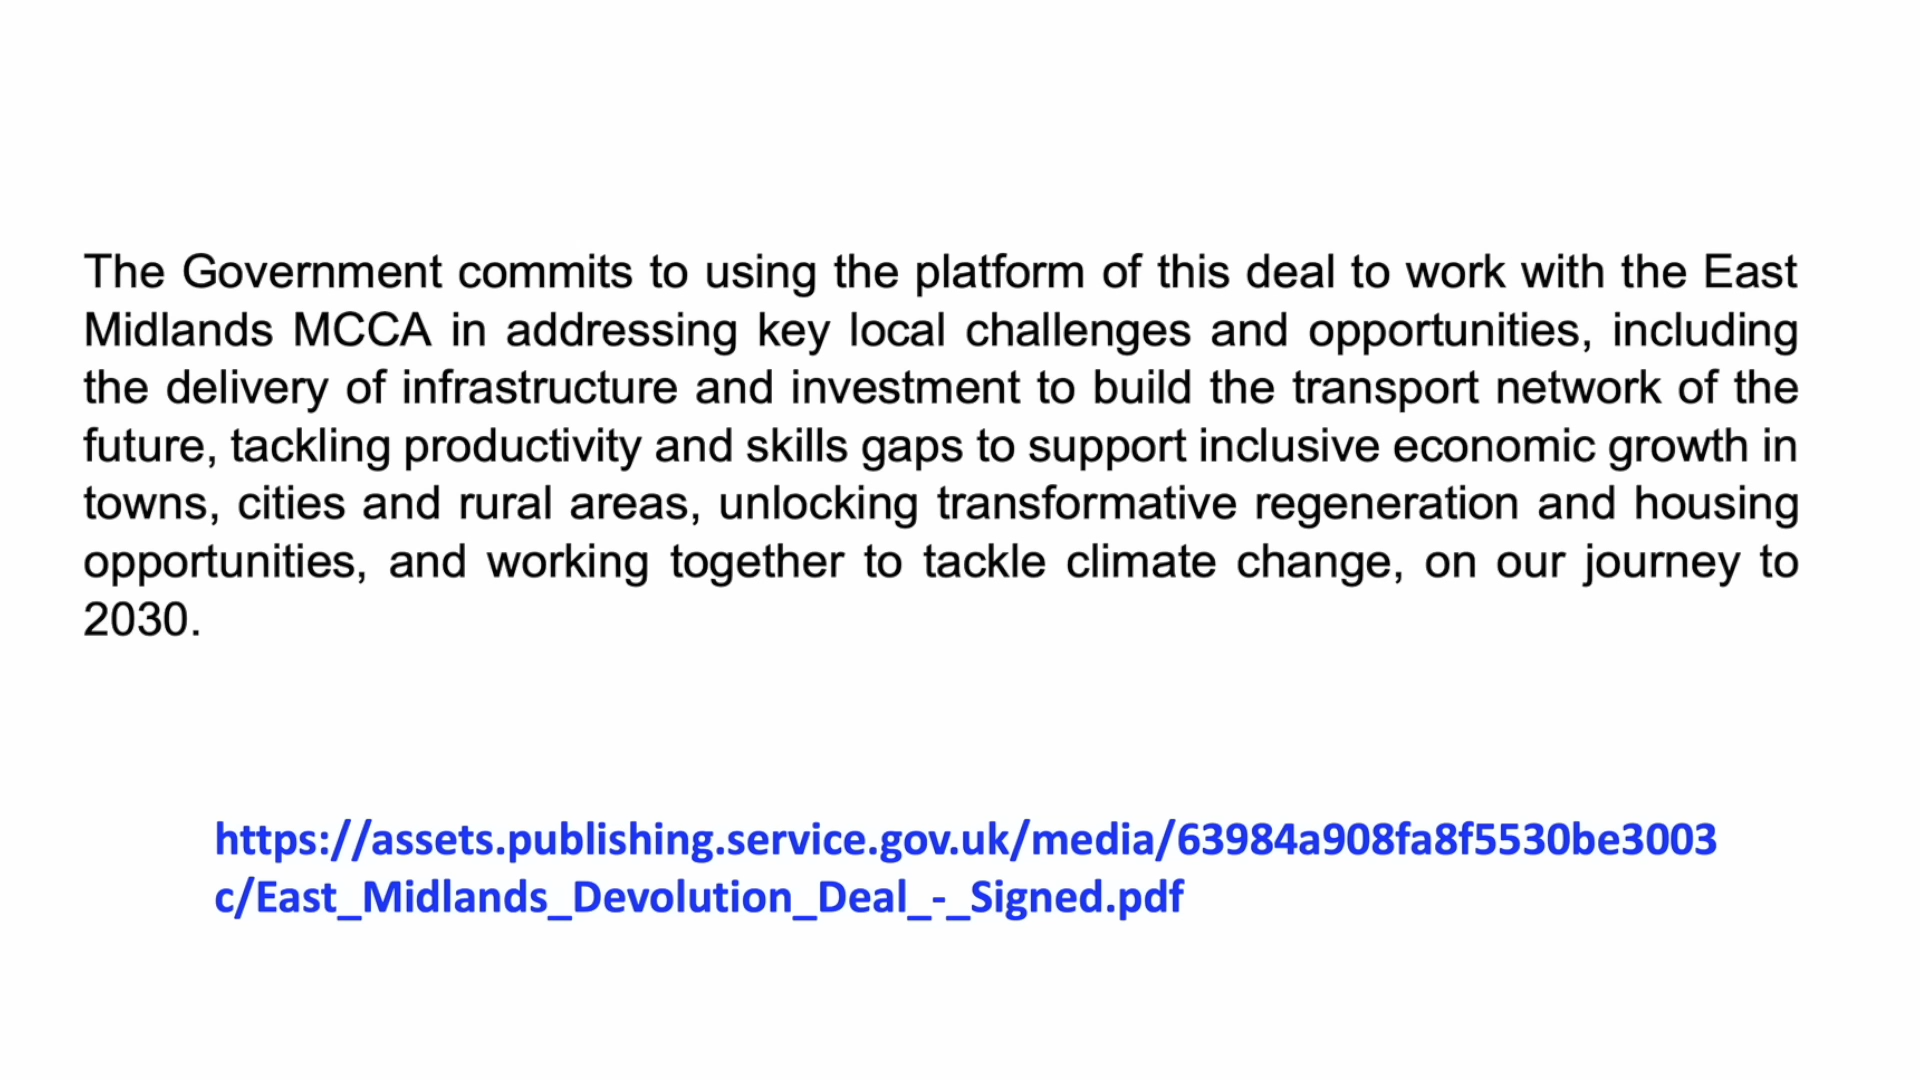 The Government commits to using the platform of this deal to work with the East
Midlands MCCA in addressing key local challenges and opportunities, including
the delivery of infrastructure and investment to build the transport network of the
future, tackling productivity and skills gaps to support inclusive economic growth in
towns, cities and rural areas, unlocking transformative regeneration and housing
opportunities, and working together to tackle climate change, on our journey to
2030.
https://assets.publishing.service.gov.uk/media/63984a908fa8f5530be3003
c/East_Midlands_Devolution_Deal_-_Signed.pdf